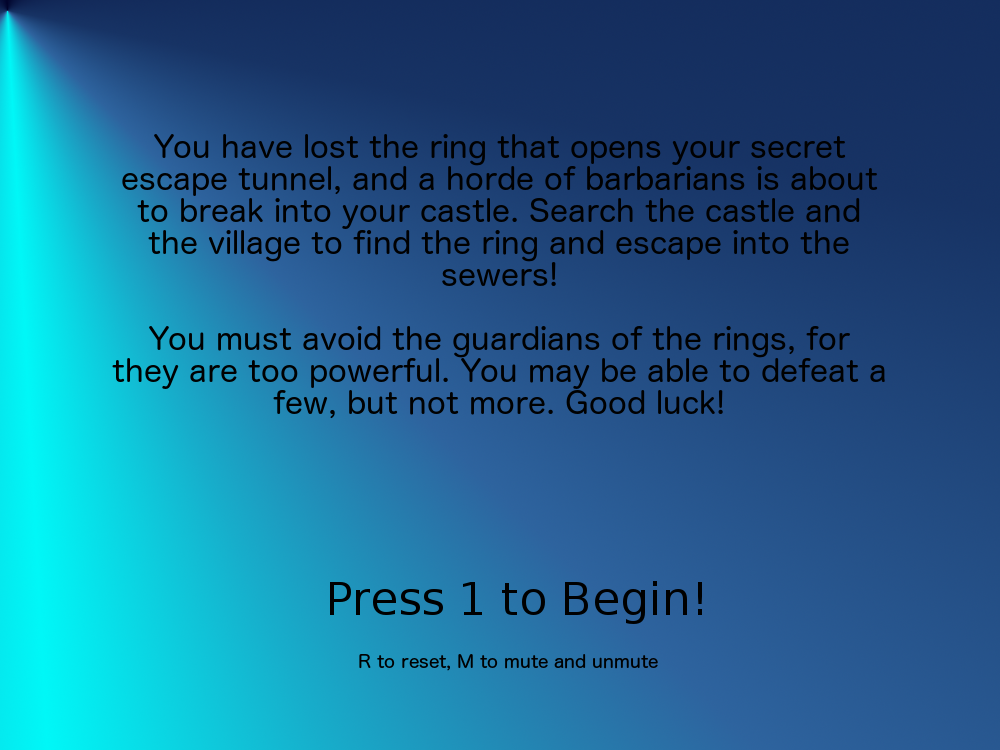 You have lost the ring that opens your secret
escape tunnel, and a horde of barbarians is about
to break into your castle. Search the castle and
the village to find the ring and escape into the
sewers!
You must avoid the guardians of the rings, for
they are too powerful. You may be able to defeat a
few, but not more. Good luck!
Press 1 to Begin!
R to reset, M to mute and unmute